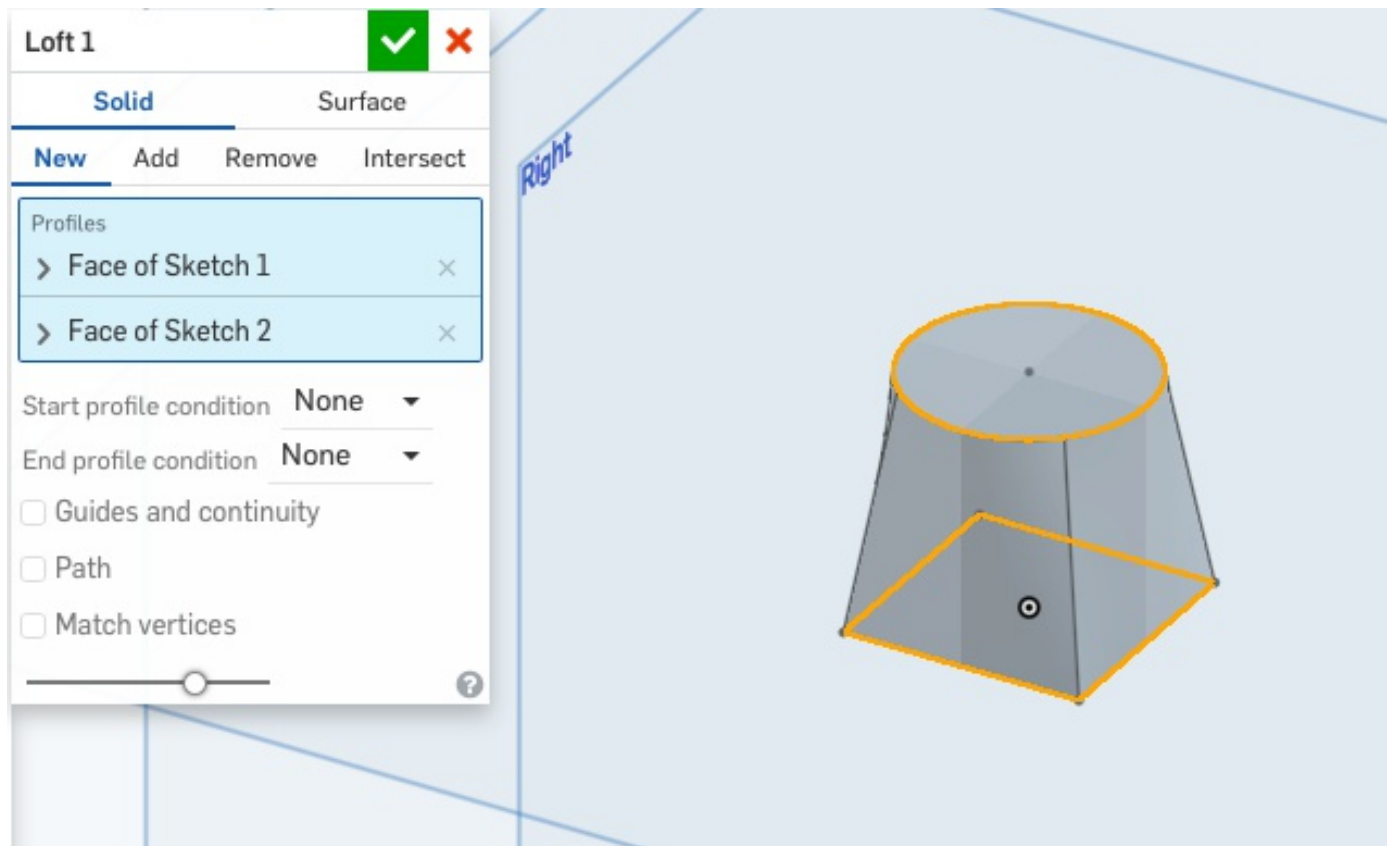 Loft 1
Solid Surface
New Add Remove Intersect
Profiles
Face of Sketch 1
Face of Sketch 2
Start profile condition None
End profile condition None
Guides and continuity
Path
Match vertices
?
Right